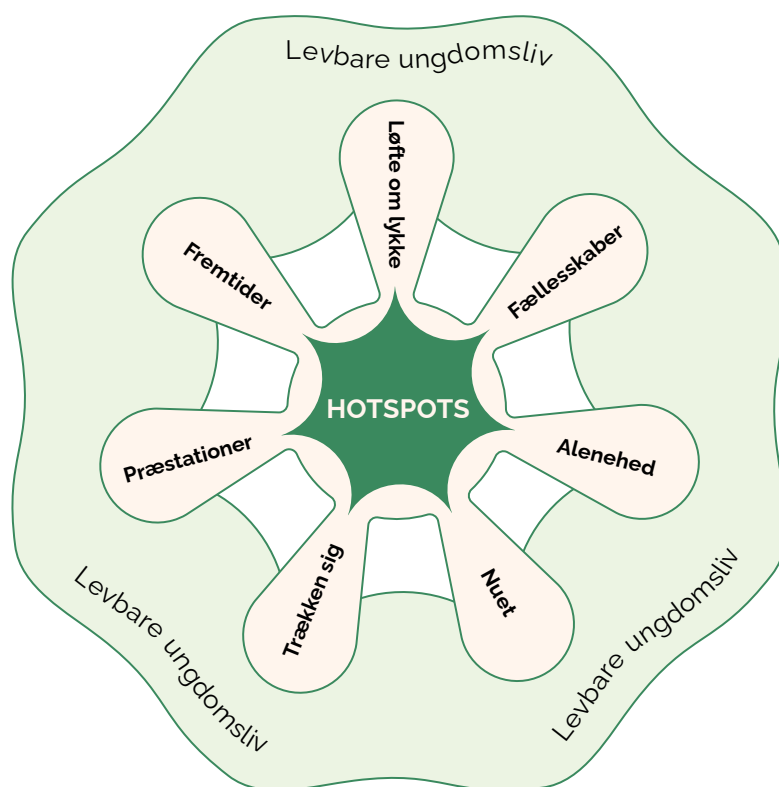 Levbare ungdomsliv
Løfte om lykke
Fremtider
Fællesskaber
HOTSPOTS
Præstationer
Alenehed
Trækken sig
Nuet
Levbare ungdomsliv
Levbare ungdomsliv